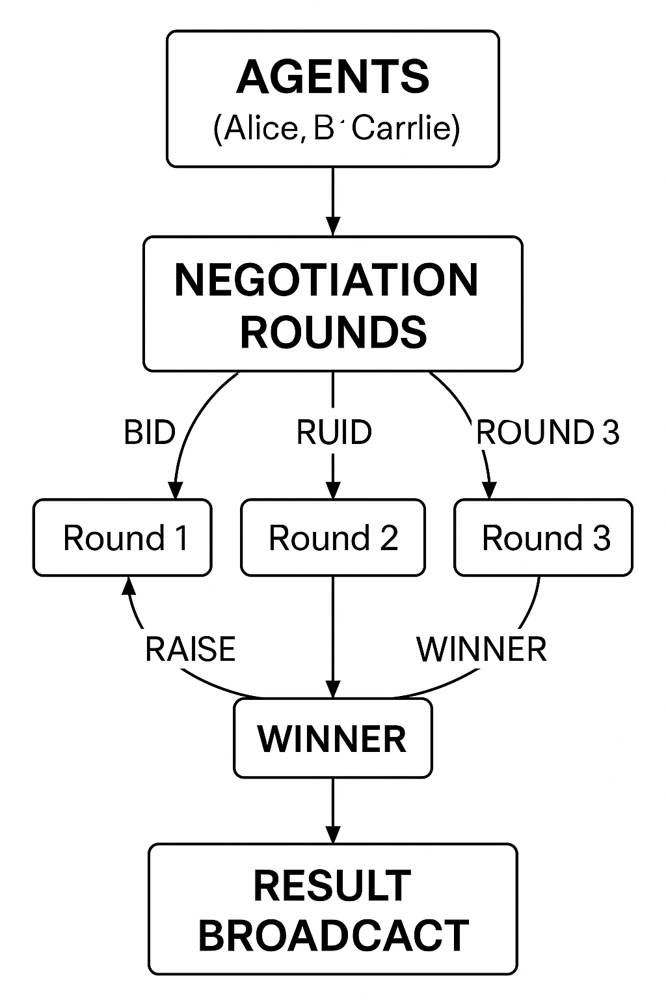 AGENTS
(Alice, B Carrlie)
NEGOTIATION
ROUNDS
BID
RUID
ROUND 3
Round 1
Round 2
Round 3
RAISE
WINNER
WINNER
RESULT
BROADCACT